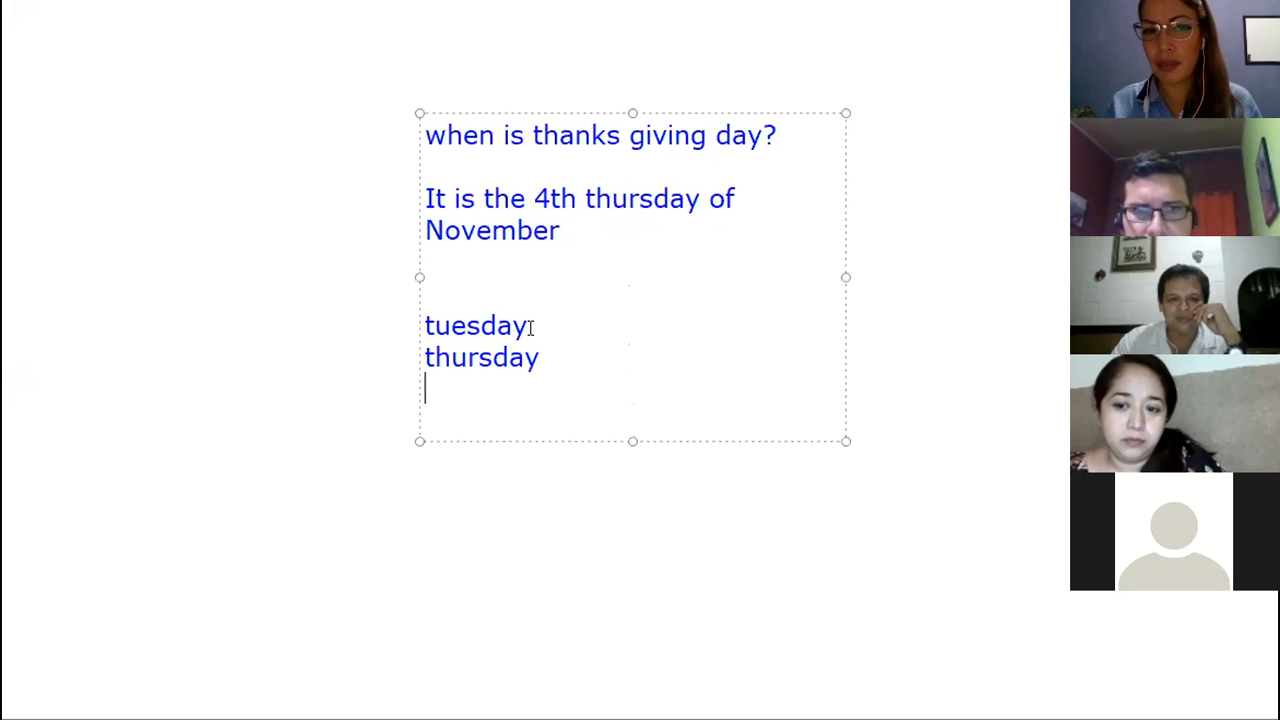 when is thanks giving day?
It is the 4th thursday of
November
tuesday
thursday